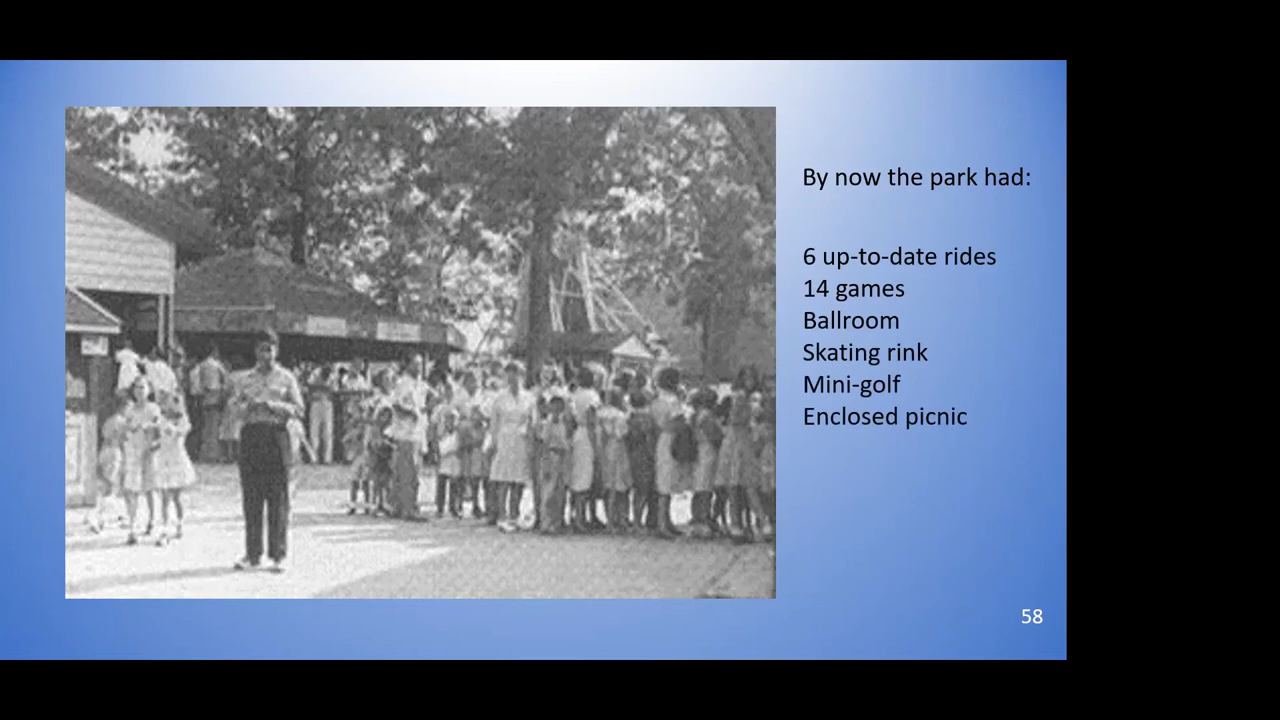 By now the park had:
6 up-to-date rides
14 games
Ballroom
Skating rink
Mini-golf
Enclosed picnic
58